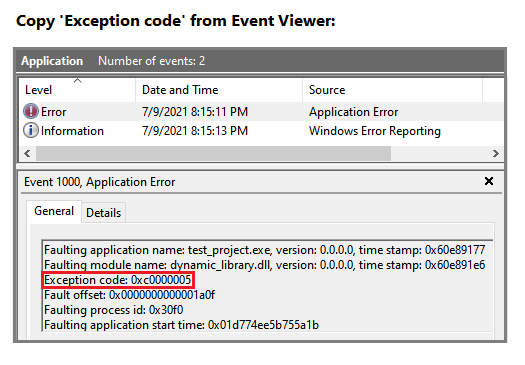 Copy 'Exception code' from Event Viewer:
Application Number of events: 2
Level Date and Time Source
Error 7/9/2021 8:15:11 PM Application Error
Information 7/9/2021 8:15:13 PM Windows Error Reporting
Event 1000, Application Error
General Details
Faulting application name: test_project.exe, version: 0.0.0.0, time stamp: 0x60e89177
Faulting module name: dynamic_library.dll, version: 0.0.0.0, time stamp: 0x60e891e6
Exception code: 0xc0000005
Fault offset: 0x0000000000001a0f
Faulting process id: 0x30f0
Faulting application start time: 0x01d774ee5b755a1b